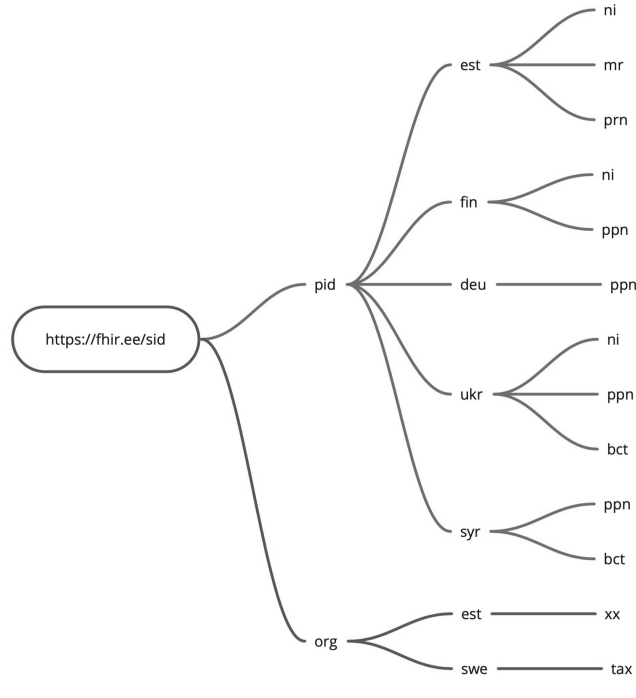 https://fhir.ee/sid
pid
est
ni
mr
prn
fin
ni
ppn
deu
ppn
ukr
ni
ppn
bct
syr
ppn
bct
org
est
xx
swe
tax